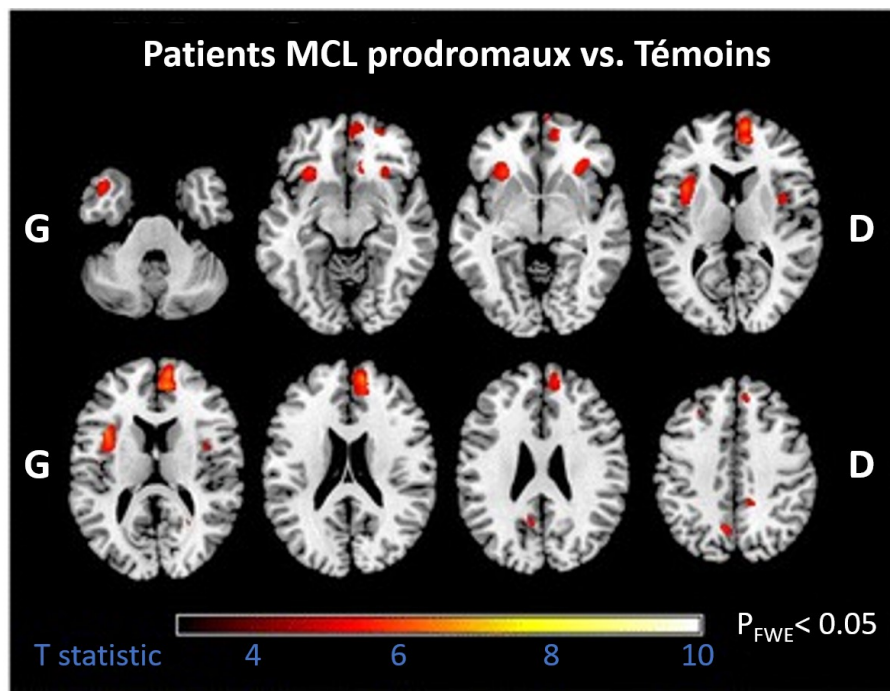 Patients MCL prodromaux vs. Témoins
G D
G D
P_FWE< 0.05
T statistic 4 6 8 10